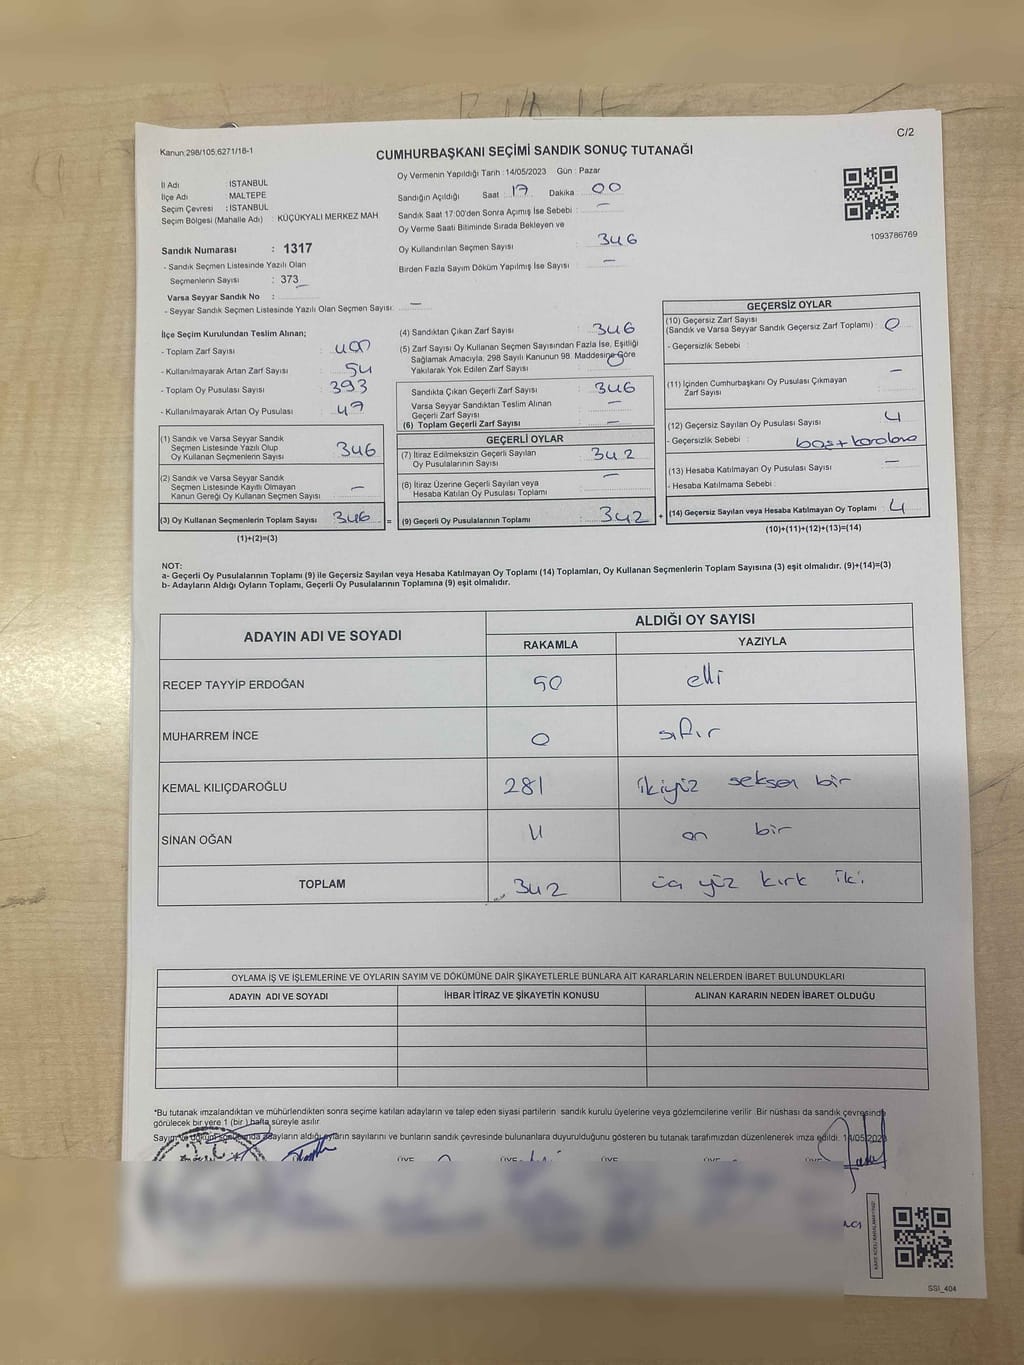 Kanun:298/105,6271/16-1
C/2
CUMHURBAŞKANI SEÇİMİ SANDIK SONUÇ TUTANAĞI
İl Adı : İSTANBUL
İlçe Adı : MALTEPE
Seçim Çevresi : İSTANBUL
Seçim Bölgesi (Mahalle Adı) : KÜÇÜKYALI MERKEZ MAH
Sandık Numarası : 1317
- Sandık Seçmen Listesinde Yazılı Olan
Seçmenlerin Sayısı : 373
Varsa Seyyar Sandık No :
- Seyyar Sandık Seçmen Listesinde Yazılı Olan Seçmen Sayısı: —
Oy Vermenin Yapıldığı Tarih : 14/05/2023 Gün : Pazar
Sandığın Açıldığı Saat : 17 Dakika 00
Sandık Saat 17:00'den Sonra Açımış İse Sebebi : —
Oy Verme Saati Bitiminde Sırada Bekleyen ve
Oy Kullandırılan Seçmen Sayısı : 346
Birden Fazla Sayım Döküm Yapılmış İse Sayısı : —
1093786769
İlçe Seçim Kurulundan Teslim Alınan;
- Toplam Zarf Sayısı : 400
- Kullanılmayarak Artan Zarf Sayısı : 54
- Toplam Oy Pusulası Sayısı : 393
- Kullanılmayarak Artan Oy Pusulası : 47
(1) Sandık ve Varsa Seyyar Sandık
Seçmen Listesinde Yazılı Olup
Oy Kullanan Seçmenlerin Sayısı : 346
(2) Sandık ve Varsa Seyyar Sandık
Seçmen Listesinde Kayıtlı Olmayan
Kanun Gereği Oy Kullanan Seçmen Sayısı : —
(3) Oy Kullanan Seçmenlerin Toplam Sayısı : 346 =
(1)+(2)=(3)
(4) Sandıktan Çıkan Zarf Sayısı : 346
(5) Zarf Sayısı Oy Kullanan Seçmen Sayısından Fazla İse, Eşitliği
Sağlamak Amacıyla, 298 Sayılı Kanunun 98. Maddesine Göre
Yakılarak Yok Edilen Zarf Sayısı : 0
Sandıkta Çıkan Geçerli Zarf Sayısı : 346
Varsa Seyyar Sandıktan Teslim Alınan
Geçerli Zarf Sayısı : —
(6) Toplam Geçerli Zarf Sayısı : —
GEÇERLİ OYLAR
(7) İtiraz Edilmeksizin Geçerli Sayılan
Oy Pusulalarının Sayısı : 342
(8) İtiraz Üzerine Geçerli Sayılan veya
Hesaba Katılan Oy Pusulası Toplamı : —
(9) Geçerli Oy Pusulalarının Toplamı : 342 +
GEÇERSİZ OYLAR
(10) Geçersiz Zarf Sayısı
(Sandık ve Varsa Seyyar Sandık Geçersiz Zarf Toplamı) : 0
- Geçersizlik Sebebi :
(11) İçinden Cumhurbaşkanı Oy Pusulası Çıkmayan
Zarf Sayısı : —
(12) Geçersiz Sayılan Oy Pusulası Sayısı : 4
- Geçersizlik Sebebi :
(13) Hesaba Katılmayan Oy Pusulası Sayısı : —
- Hesaba Katılmama Sebebi :
(14) Geçersiz Sayılan veya Hesaba Katılmayan Oy Toplamı : 4
(10)+(11)+(12)+(13)=(14)
NOT:
a- Geçerli Oy Pusulalarının Toplamı (9) ile Geçersiz Sayılan veya Hesaba Katılmayan Oy Toplamı (14) Toplamları, Oy Kullanan Seçmenlerin Toplam Sayısına (3) eşit olmalıdır. (9)+(14)=(3)
b- Adayların Aldığı Oyların Toplamı, Geçerli Oy Pusulalarının Toplamına (9) eşit olmalıdır.
ADAYIN ADI VE SOYADI
ALDIĞI OY SAYISI
RAKAMLA YAZIYLA
RECEP TAYYİP ERDOĞAN 50 elli
MUHARREM İNCE 0 sıfır
KEMAL KILIÇDAROĞLU 281 ikiyüz seksen bir
SİNAN OĞAN 11 on bir
TOPLAM 342 üç yüz kırk iki
OYLAMA İŞ VE İŞLEMLERİNE VE OYLARIN SAYIM VE DÖKÜMÜNE DAİR ŞİKAYETLERLE BUNLARA AİT KARARLARIN NELERDEN İBARET BULUNDUKLARI
ADAYIN ADI VE SOYADI İHBAR İTİRAZ VE ŞİKAYETİN KONUSU ALINAN KARARIN NEDEN İBARET OLDUĞU
*Bu tutanak imzalandıktan ve mühürlendikten sonra seçime katılan adayların ve talep eden siyasi partilerin sandık kurulu üyelerine veya gözlemcilerine verilir. Bir nüshası da sandık çevresinde
görülecek bir yere 1 (bir) hafta süreyle asılır
Sayım ve döküm sonucunda adayların aldığı oyların sayılarını ve bunların sandık çevresinde bulunanlara duyurulduğunu gösteren bu tutanak tarafımızdan düzenlenerek imza edildi. 14/05/2023
ÜYE ÜYE ÜYE ÜYE ÜYE
SSI_404